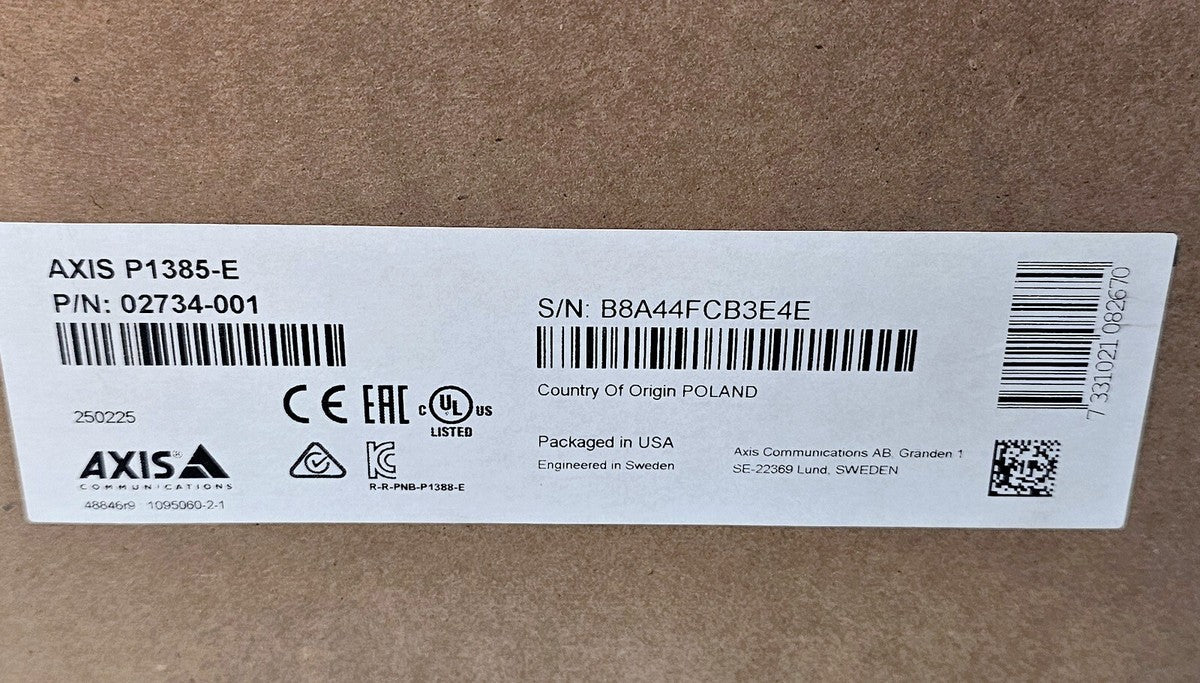 AXIS P1385-E
P/N: 02734-001
250225
CE EAC c UL US
LISTED
AXIS®
COMMUNICATIONS
R-R-PNB-P1388-E
48846r9 1095060-2-1
S/N: B8A44FCB3E4E
Country Of Origin POLAND
Packaged in USA
Engineered in Sweden
Axis Communications AB, Granden 1
SE-22369 Lund, SWEDEN
7 331021 082670